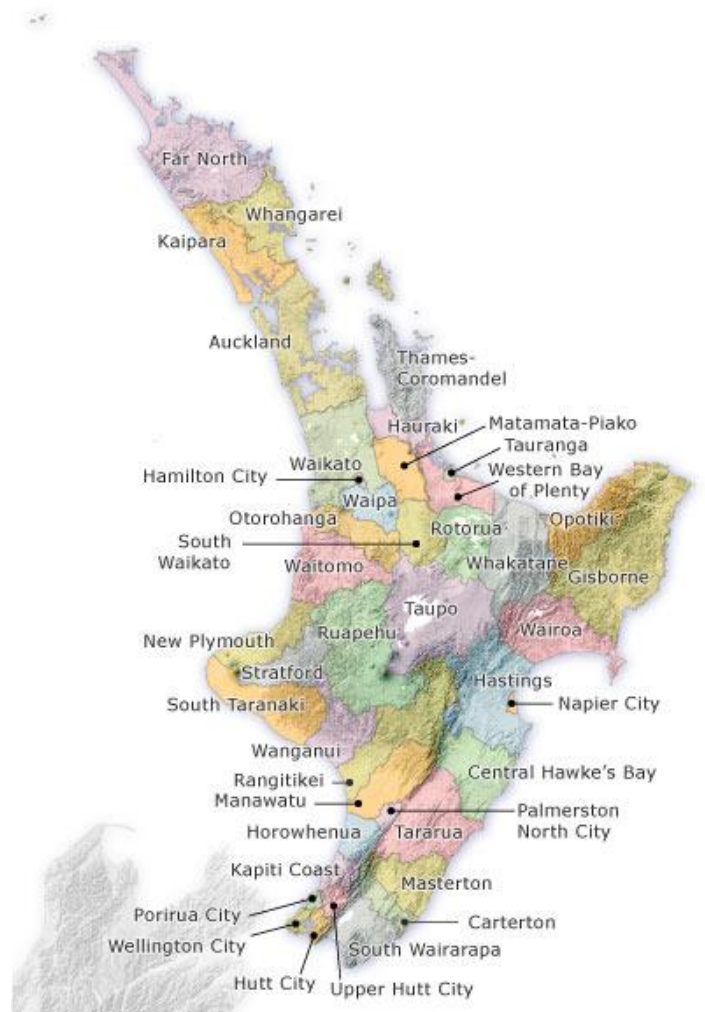 Far North
Whangarei
Kaipara
Auckland
Thames-
Coromandel
Hauraki
Matamata-Piako
Tauranga
Waikato
Western Bay
of Plenty
Hamilton City
Waipa
Otorohanga
Rotorua
Opotiki
South
Waikato
Waitomo
Whakatane
Gisborne
Taupo
Ruapehu
Wairoa
New Plymouth
Stratford
Hastings
South Taranaki
Napier City
Wanganui
Central Hawke's Bay
Rangitikei
Manawatu
Palmerston
North City
Horowhenua
Tararua
Kapiti Coast
Masterton
Porirua City
Carterton
Wellington City
South Wairarapa
Hutt City
Upper Hutt City